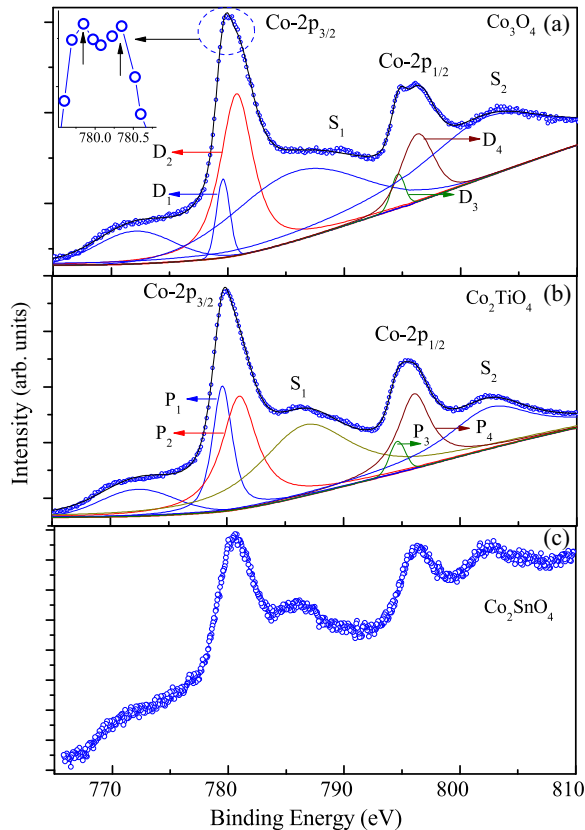 Co-2p3/2
Co3O4
(a)
780.0 780.5
Co-2p1/2
S1
S2
D2
D1
D4
D3
Co-2p3/2
Co2TiO4
(b)
Co-2p1/2
S1
S2
P1
P2
P3
P4
(c)
Co2SnO4
Intensity (arb. units)
770 780 790 800 810
Binding Energy (eV)